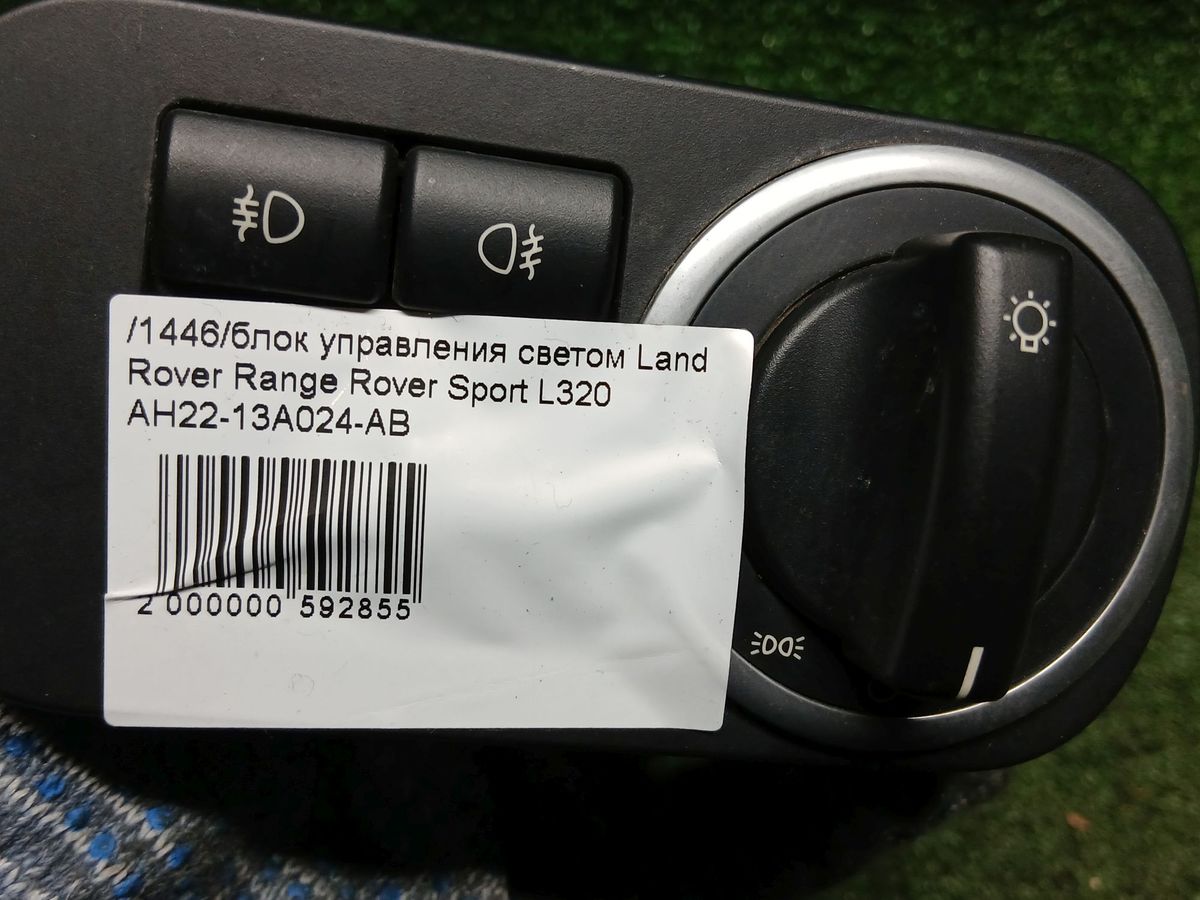 /1446/блок управления светом Land
Rover Range Rover Sport L320
AH22-13A024-AB
2 000000 592855